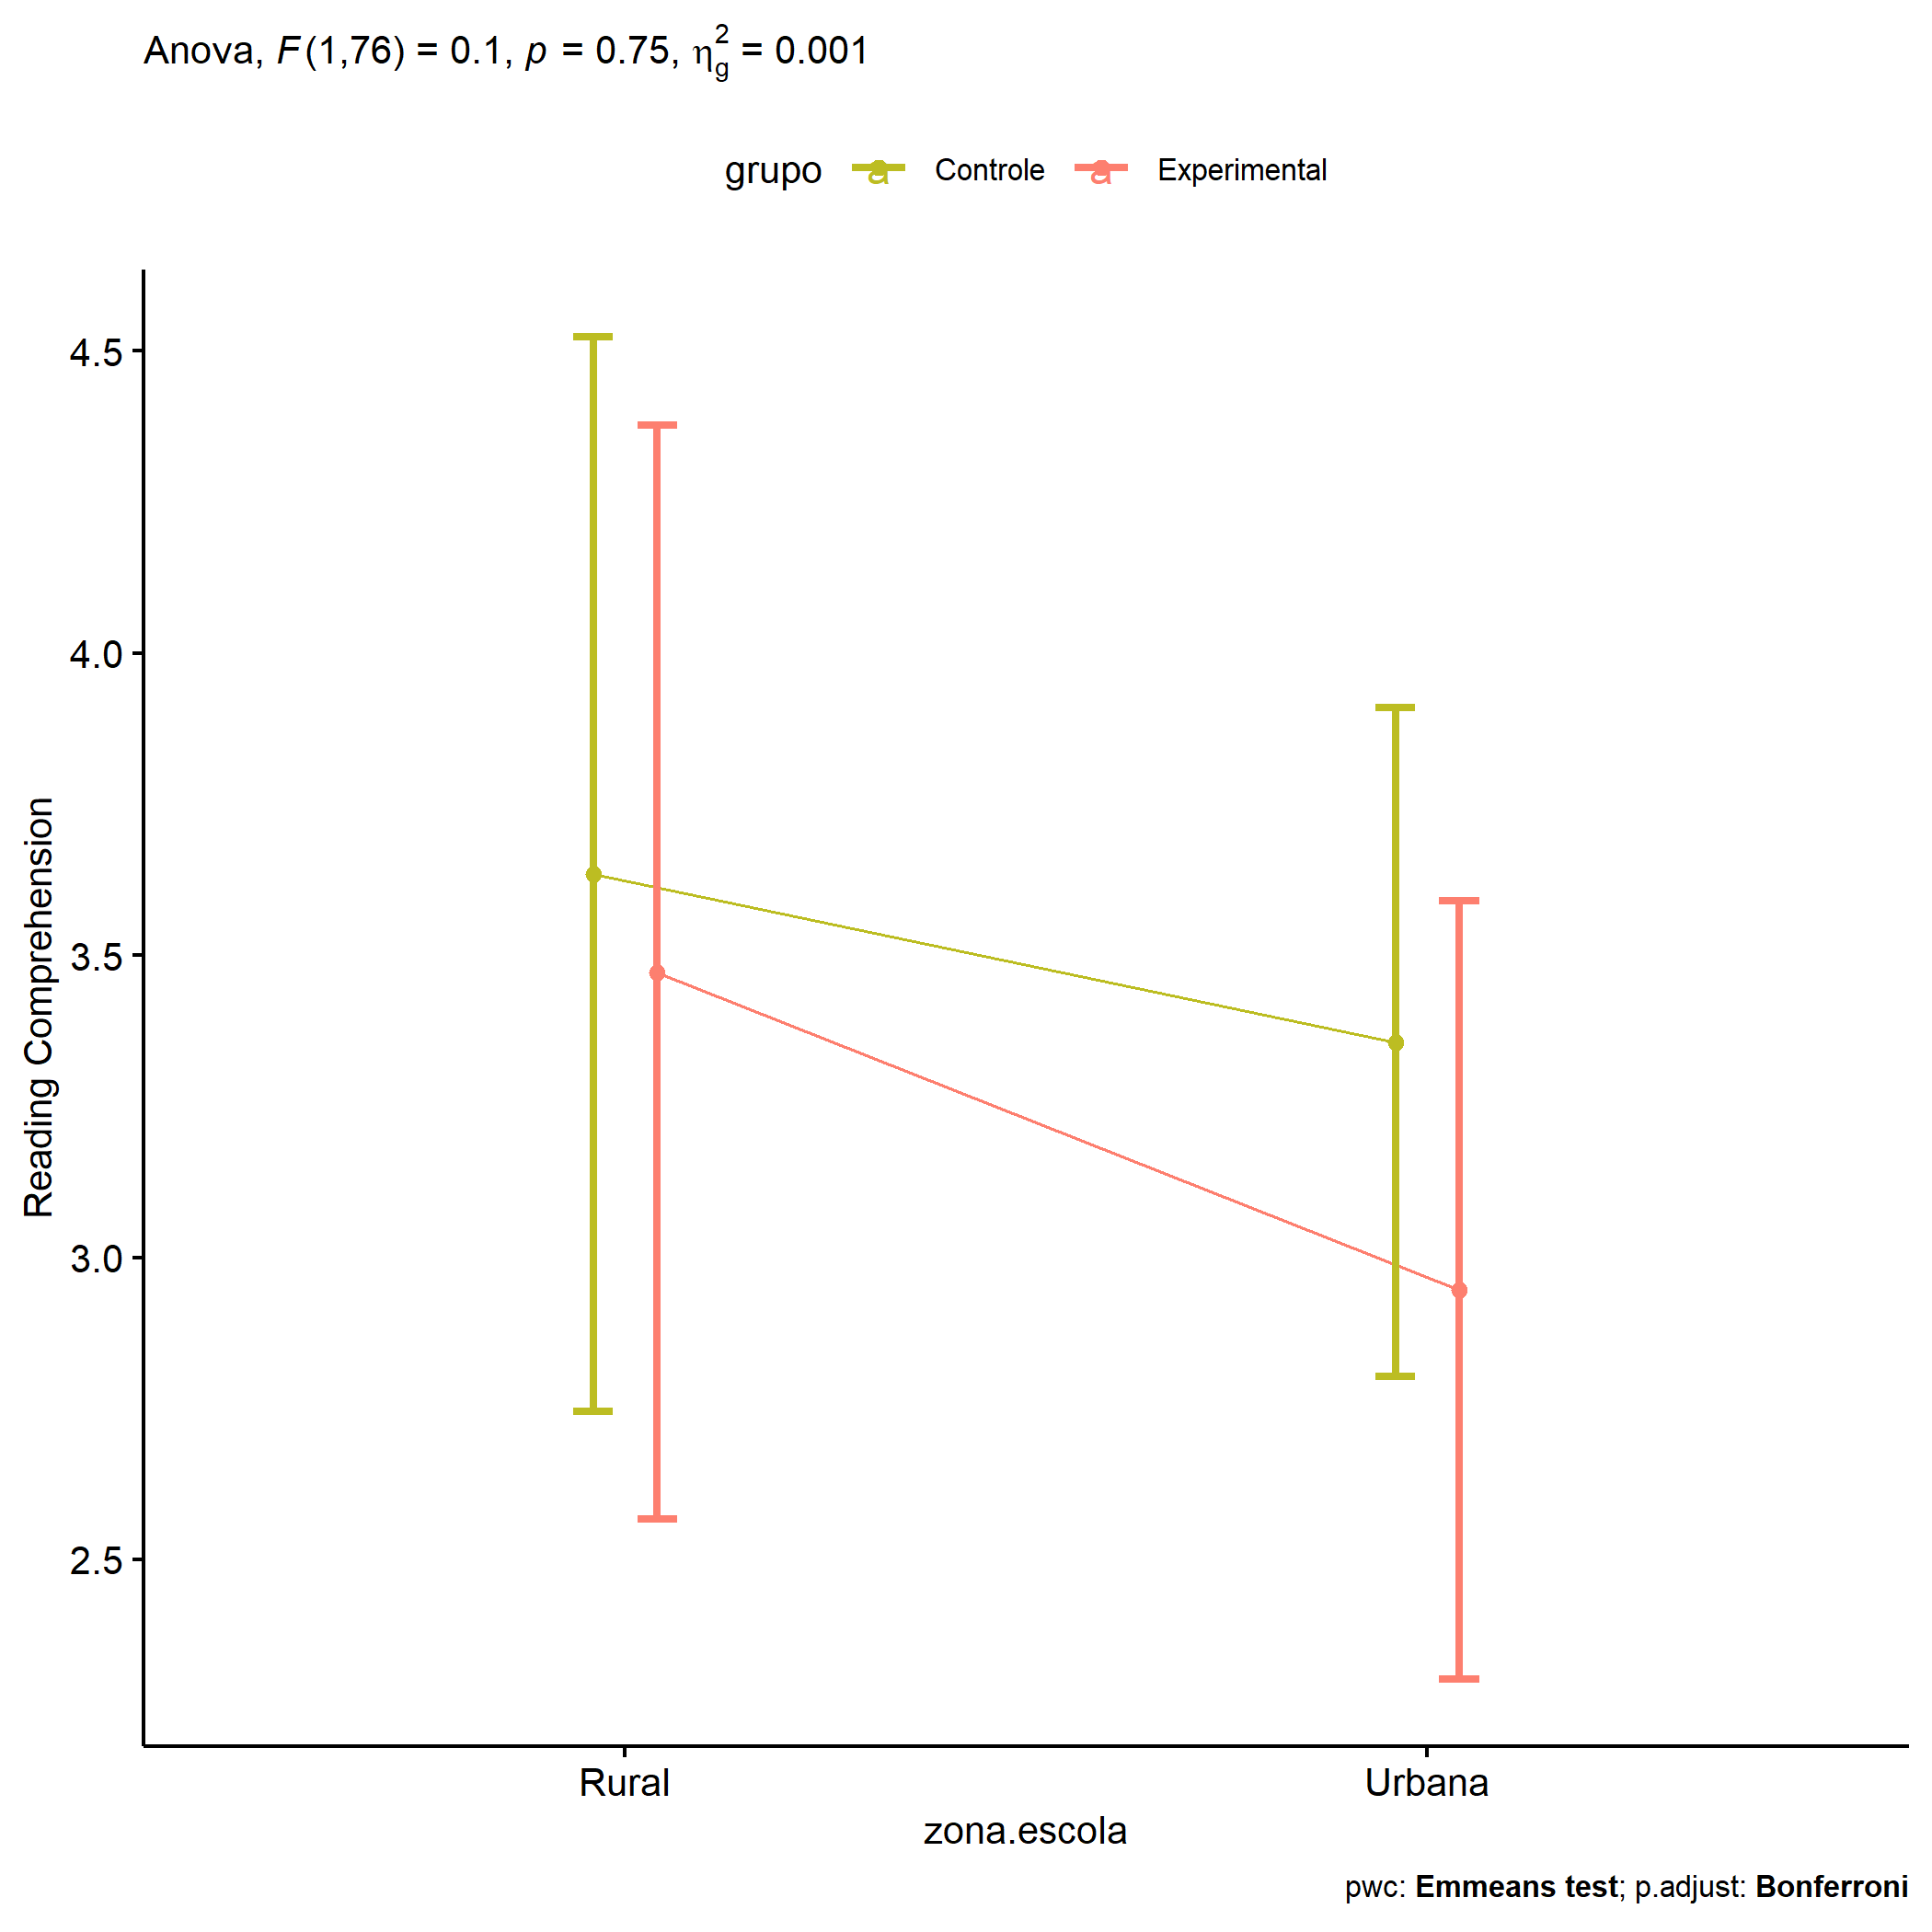 Anova, F(1,76) = 0.1, p = 0.75, η²g = 0.001
grupo a Controle a Experimental
4.5
4.0
3.5
3.0
2.5
Reading Comprehension
Rural Urbana
zona.escola
pwc: Emmeans test; p.adjust: Bonferroni